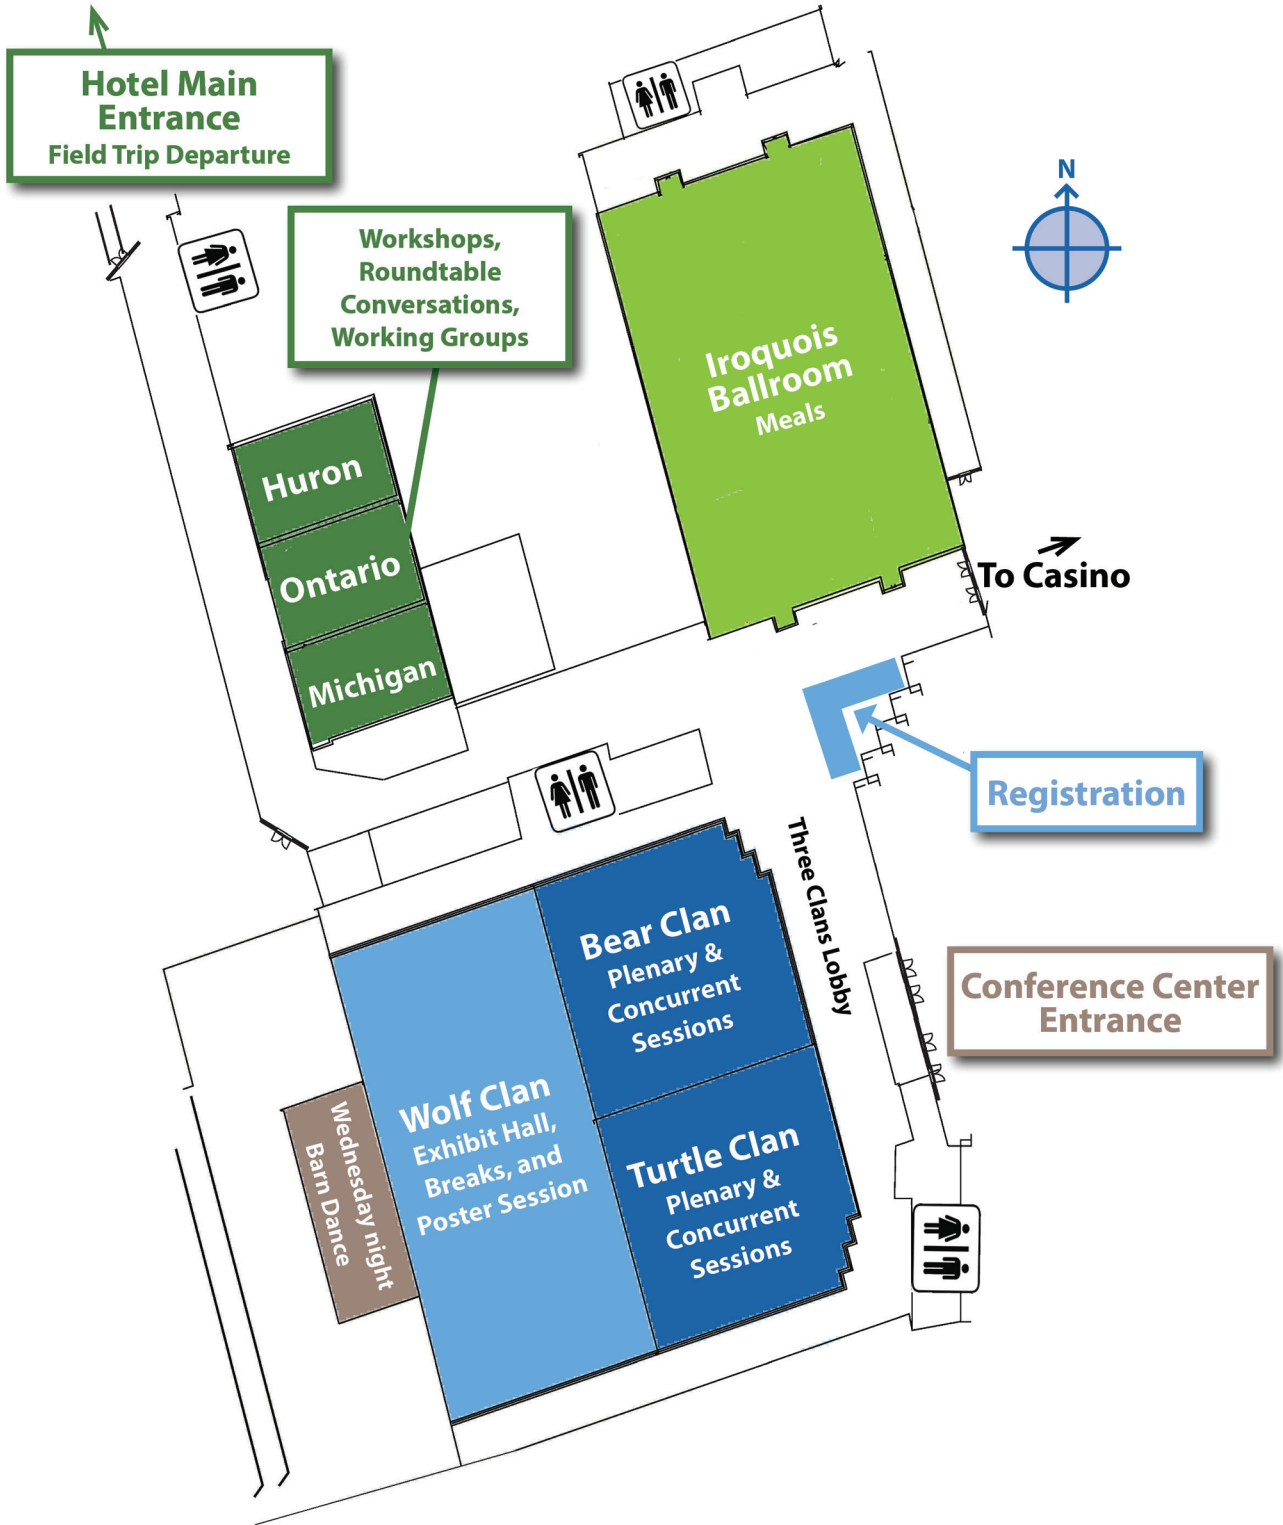 Hotel Main
Entrance
Field Trip Departure
Workshops,
Roundtable
Conversations,
Working Groups
N
Iroquois
Ballroom
Meals
Huron
Ontario
Michigan
To Casino
Registration
Three Clans Lobby
Bear Clan
Plenary &
Concurrent
Sessions
Conference Center
Entrance
Wolf Clan
Exhibit Hall,
Breaks, and
Poster Session
Turtle Clan
Plenary &
Concurrent
Sessions
Wednesday night
Barn Dance